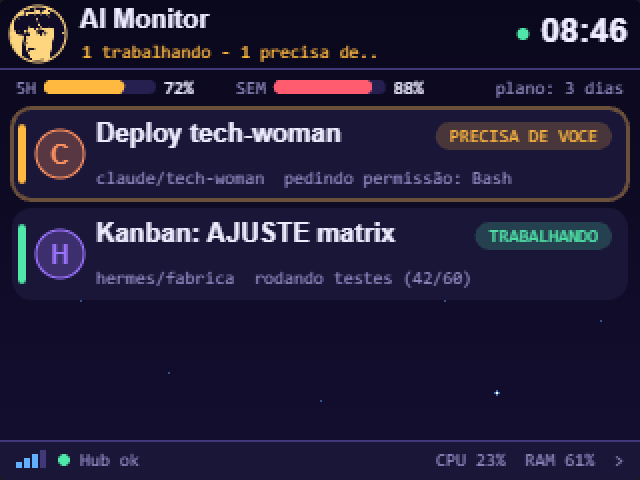 AI Monitor
1 trabalhando - 1 precisa de..
08:46
5H 72% SEM 88% plano: 3 dias
C
Deploy tech-woman
PRECISA DE VOCE
claude/tech-woman pedindo permissão: Bash
H
Kanban: AJUSTE matrix
TRABALHANDO
hermes/fabrica rodando testes (42/60)
Hub ok
CPU 23% RAM 61% >